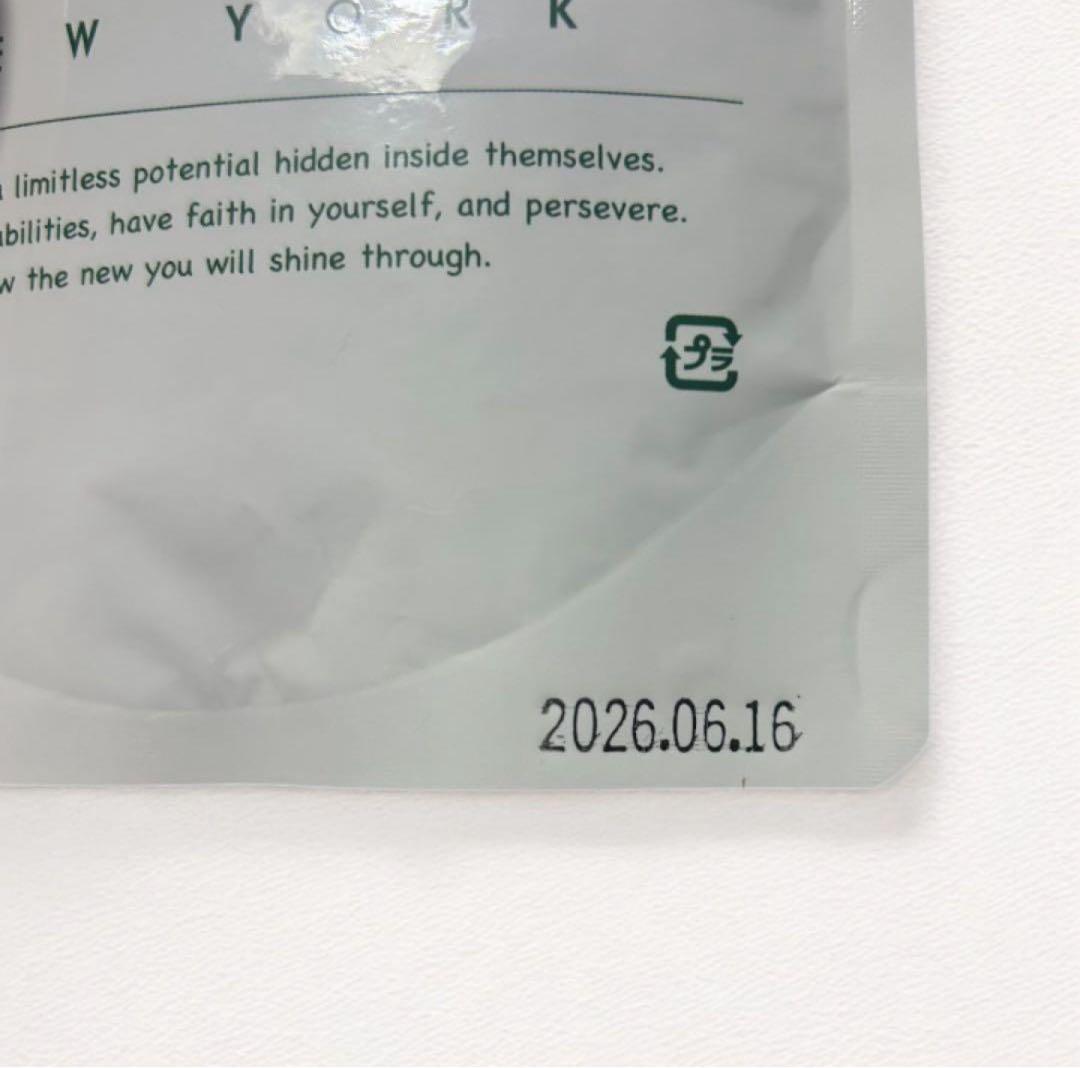 W Y O R K
limitless potential hidden inside themselves.
bilities, have faith in yourself, and persevere.
w the new you will shine through.
プラ
2026.06.16